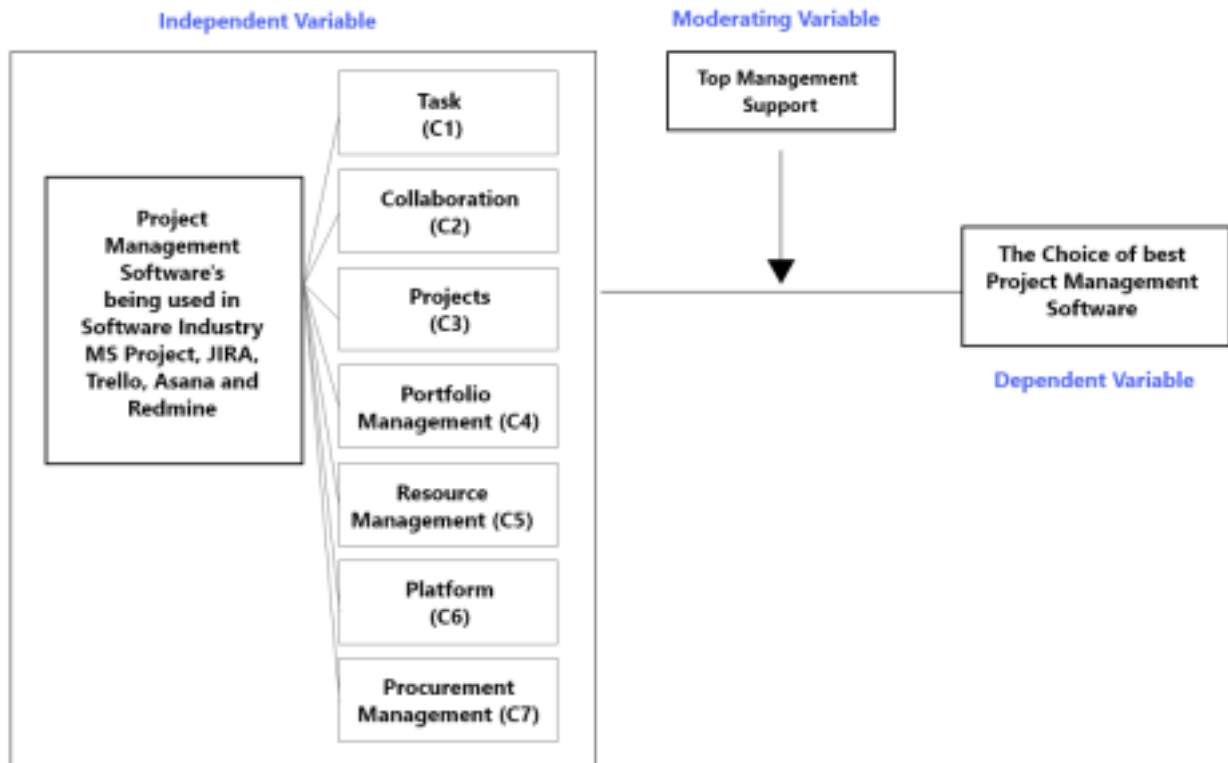 Independent Variable
Moderating Variable
Top Management
Support
Task
(C1)
Collaboration
(C2)
Projects
(C3)
Portfolio
Management (C4)
Resource
Management (C5)
Platform
(C6)
Procurement
Management (C7)
Project
Management
Software's
being used in
Software Industry
MS Project, JIRA,
Trello, Asana and
Redmine
The Choice of best
Project Management
Software
Dependent Variable